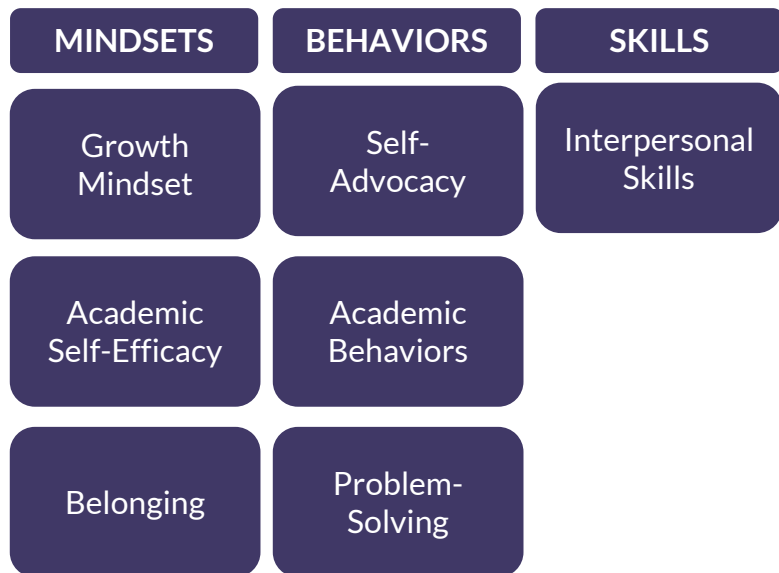 MINDSETS
BEHAVIORS
SKILLS
Growth
Mindset
Self-
Advocacy
Interpersonal
Skills
Academic
Self-Efficacy
Academic
Behaviors
Belonging
Problem-
Solving